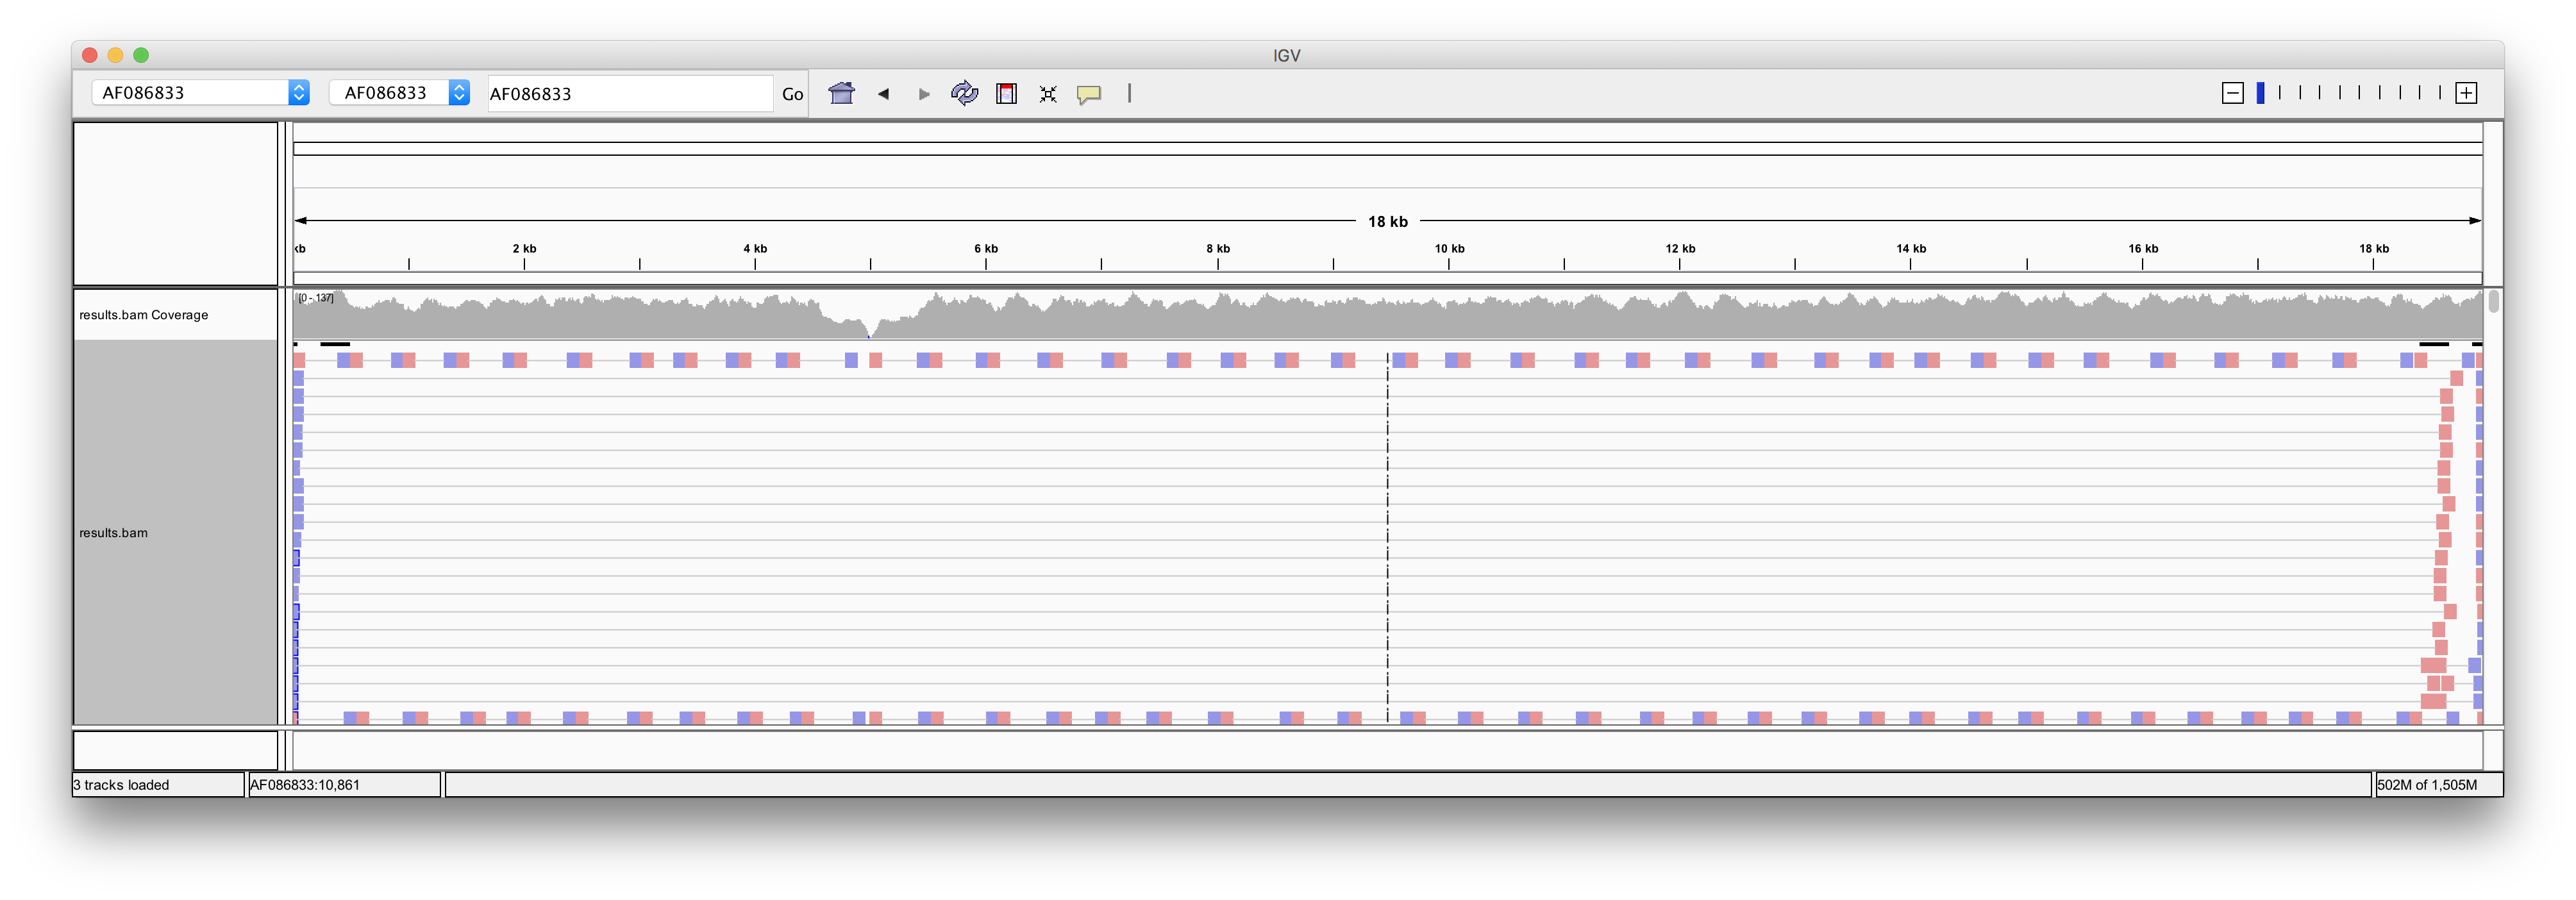 IGV
AF086833 AF086833 AF086833 Go
18 kb
kb 2 kb 4 kb 6 kb 8 kb 10 kb 12 kb 14 kb 16 kb 18 kb
[0 - 137]
results.bam Coverage
results.bam
3 tracks loaded AF086833:10,861 502M of 1,505M